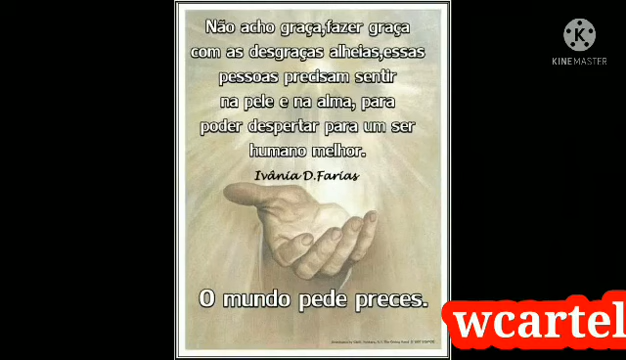 Não acho graça,fazer graça
com as desgraças alheias,essas
pessoas precisam sentir
na pele e na alma, para
poder despertar para um ser
humano melhor.
Ivânia D.Farias
O mundo pede preces.
KINEMASTER
wcartel